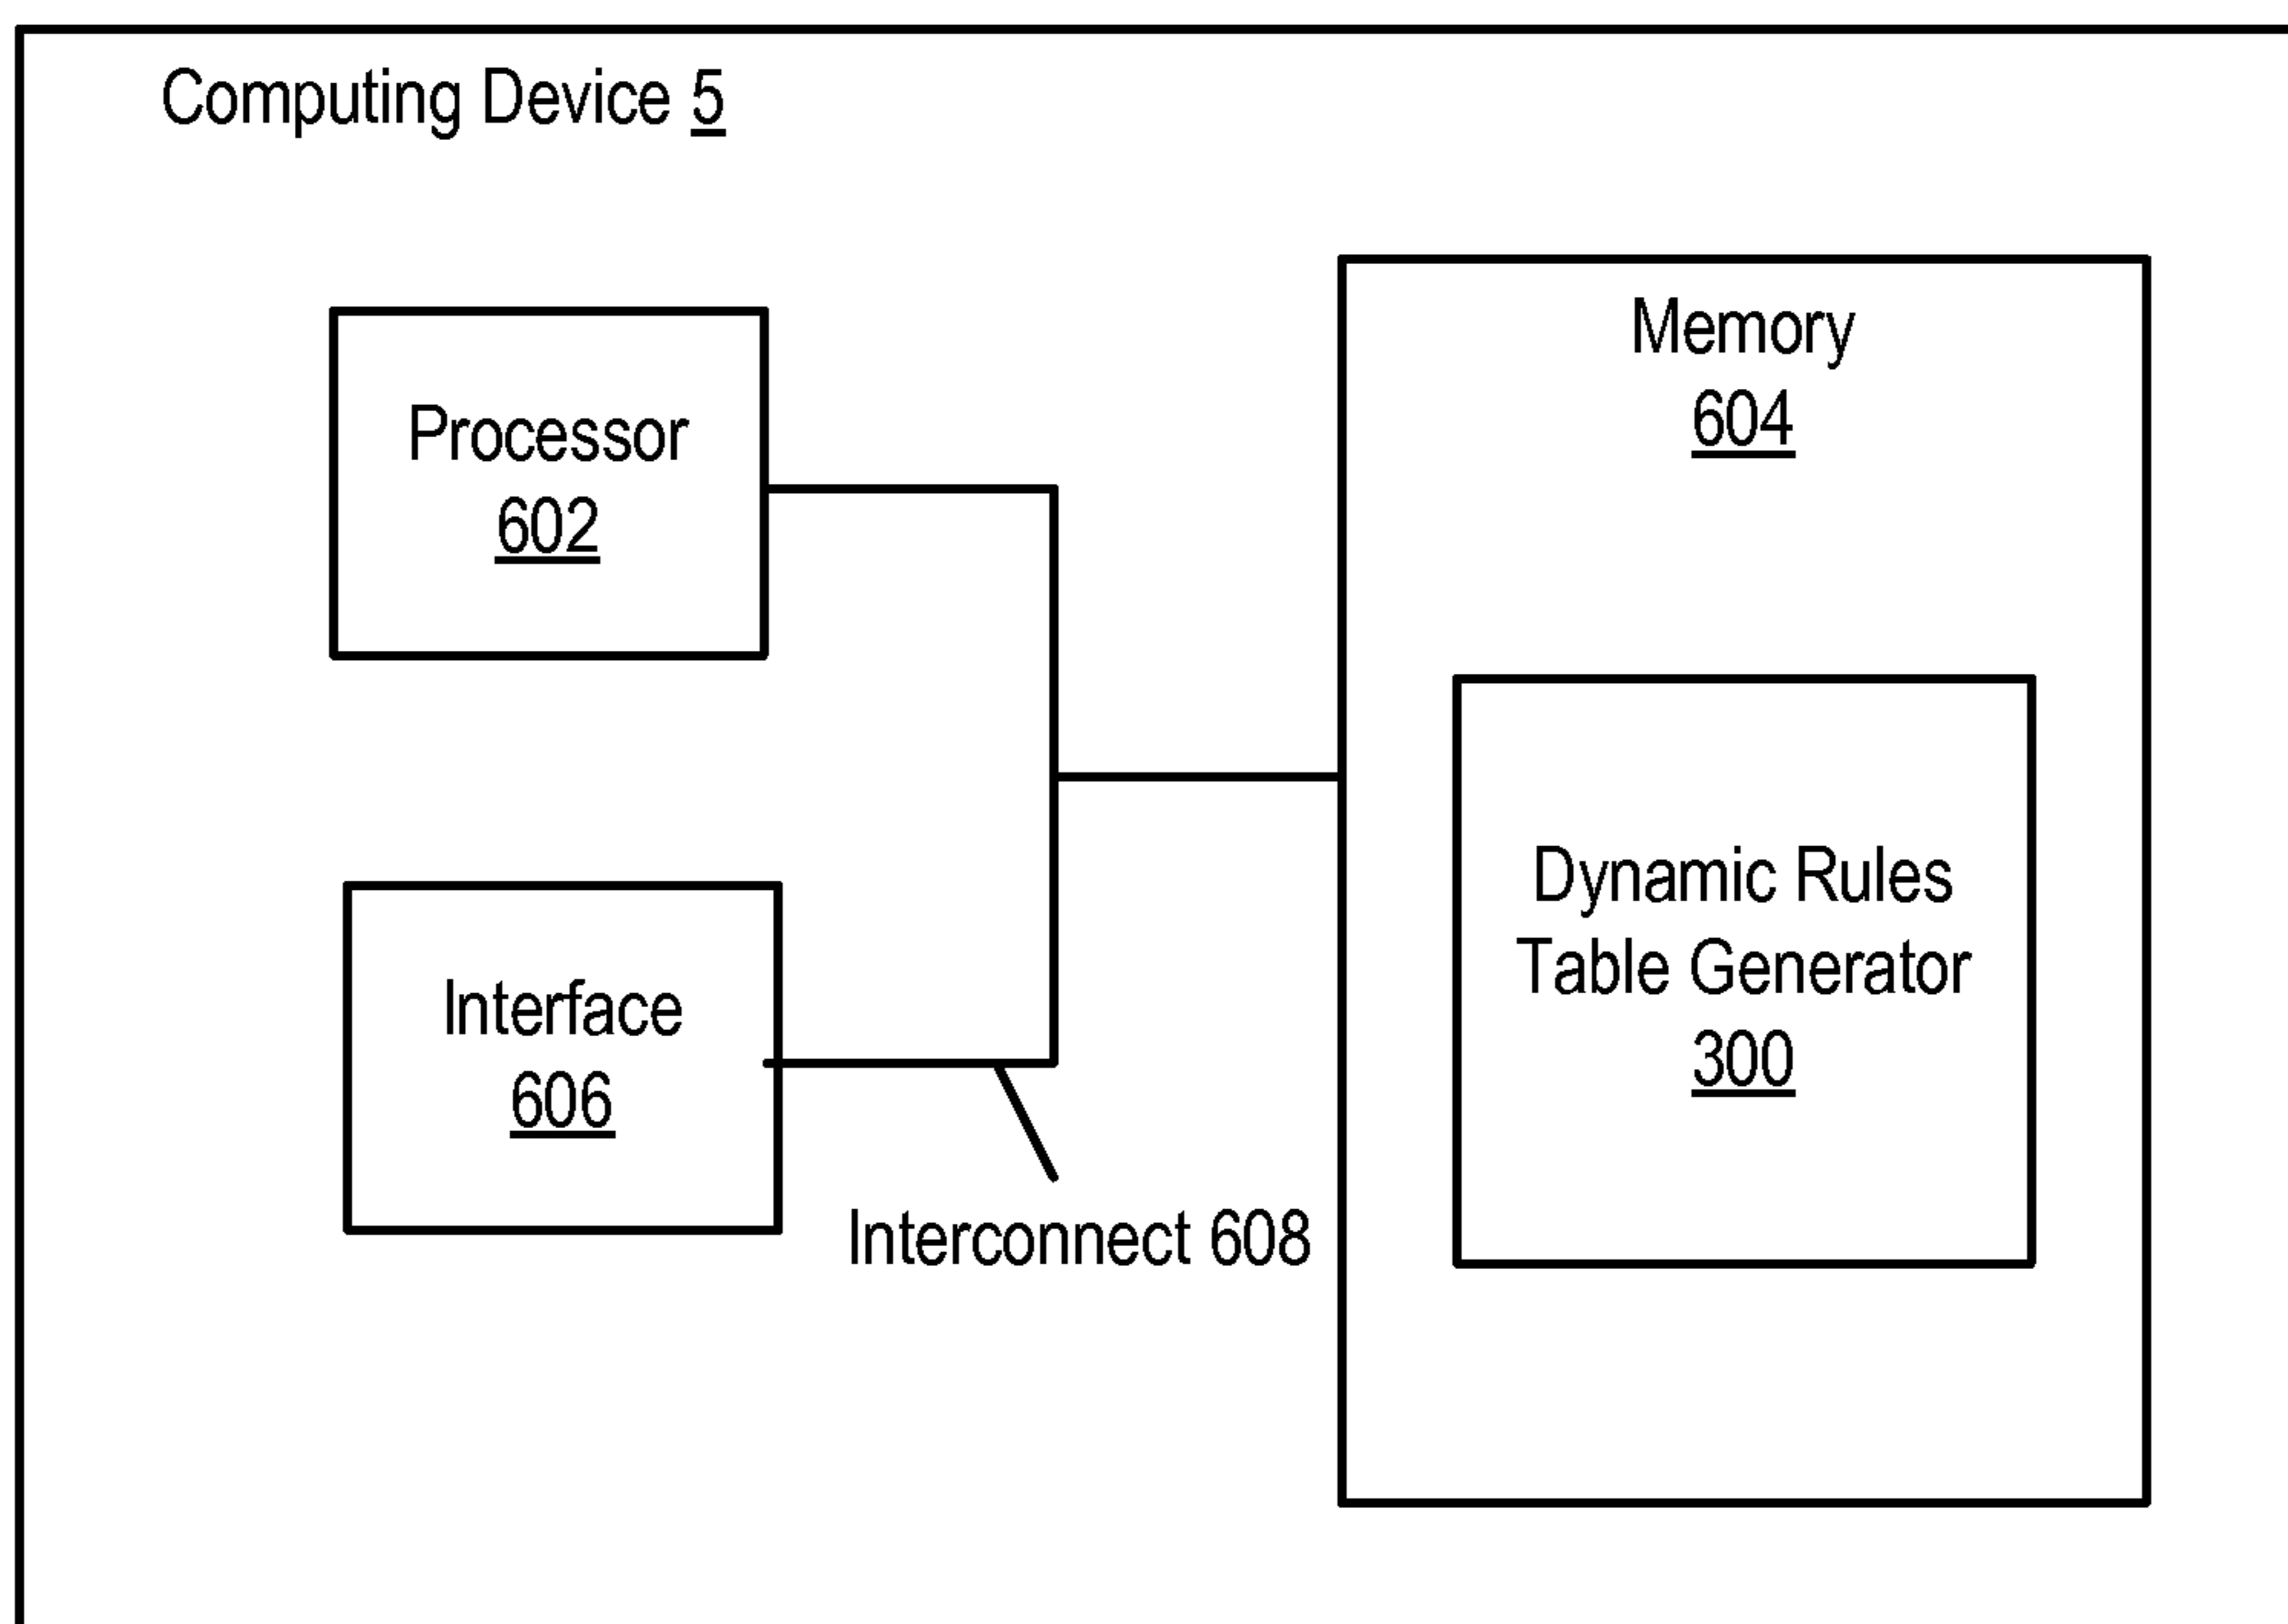 Computing Device 5
Processor
602
Memory
604
Dynamic Rules
Table Generator
300
Interface
606
Interconnect 608